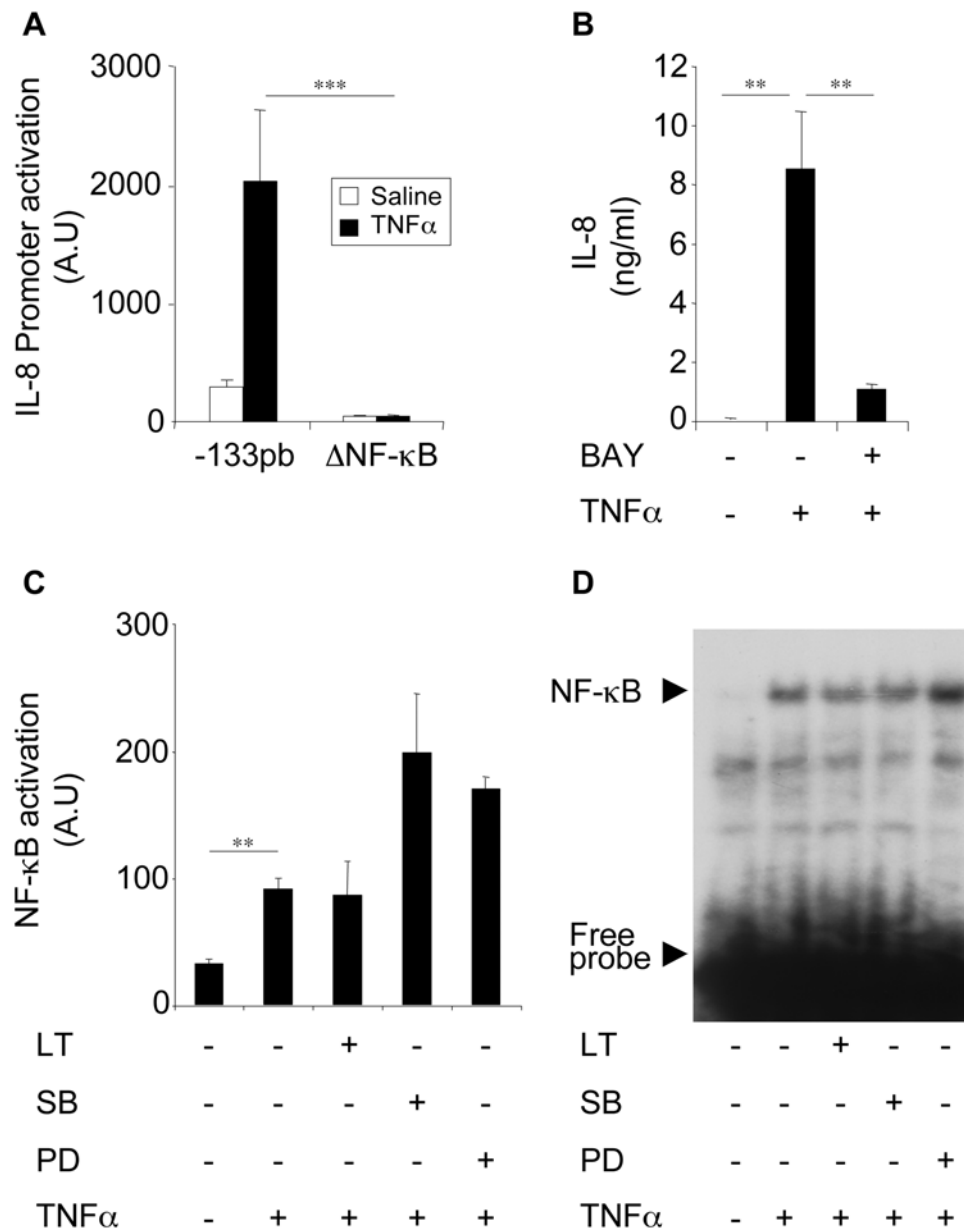 A
IL-8 Promoter activation
(A.U)
3000
2000
1000
0
***
Saline
TNFα
-133pb ΔNF-κB
B
IL-8
(ng/ml)
12
10
8
6
4
2
0
** **
BAY - - +
TNFα - + +
C
NF-κB activation
(A.U)
300
200
100
0
**
LT - - + - -
SB - - - + -
PD - - - - +
TNFα - + + + +
D
NF-κB
Free
probe
LT - - + - -
SB - - - + -
PD - - - - +
TNFα - + + + +